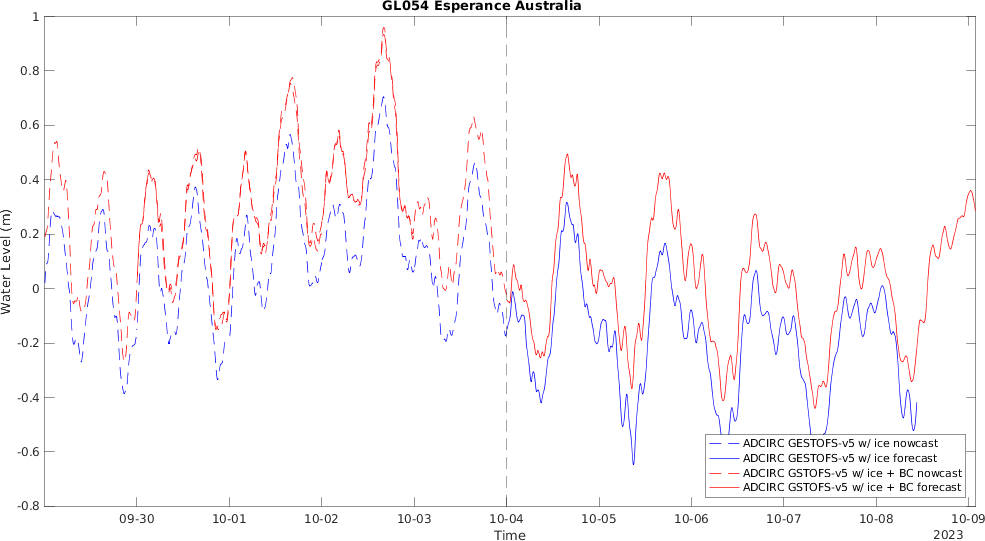 GL054 Esperance Australia
1
0.8
0.6
0.4
0.2
0
-0.2
-0.4
-0.6
-0.8
Water Level (m)
ADCIRC GESTOFS-v5 w/ ice nowcast
ADCIRC GESTOFS-v5 w/ ice forecast
ADCIRC GSTOFS-v5 w/ ice + BC nowcast
ADCIRC GSTOFS-v5 w/ ice + BC forecast
09-30 10-01 10-02 10-03 10-04 10-05 10-06 10-07 10-08 10-09
Time
2023